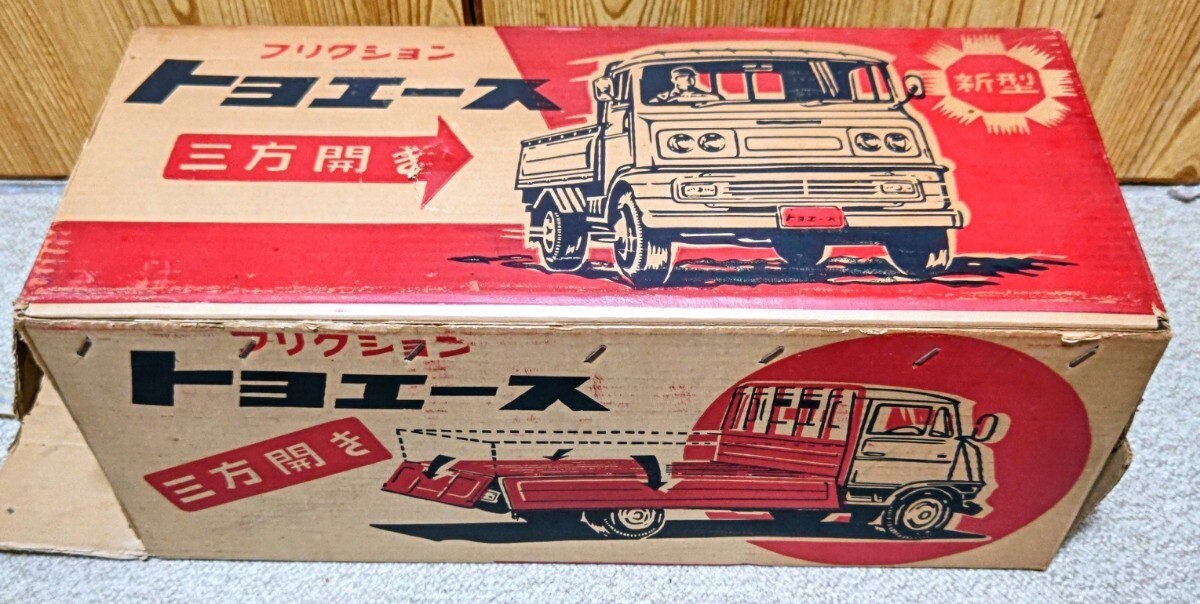 フリクション
トヨエース
新型
三方開き
トヨエース
フリクション
トヨエース
三方開き